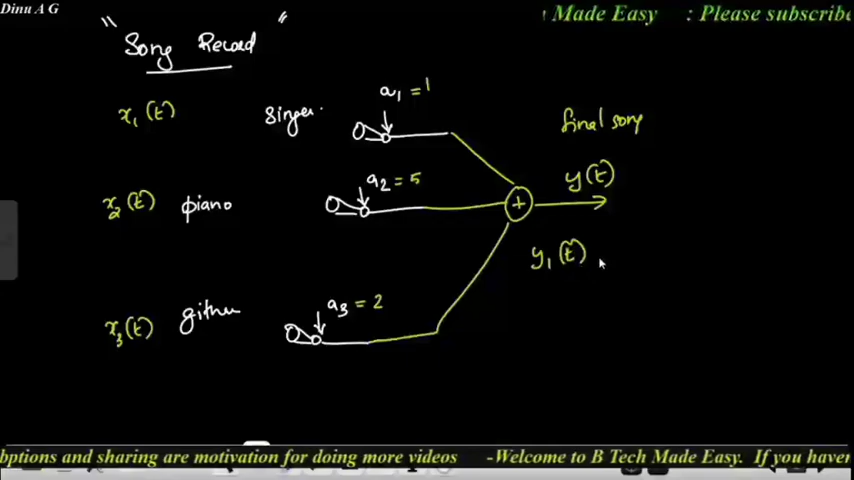 Dinu A G
Made Easy : Please subscribe
" Song Record "
x₁(t) singer. a₁ = 1
final song
x₂(t) piano a₂ = 5
+
y(t)
y₁(t)
x₃(t) githu a₃ = 2
bptions and sharing are motivation for doing more videos -Welcome to B Tech Made Easy. If you haven